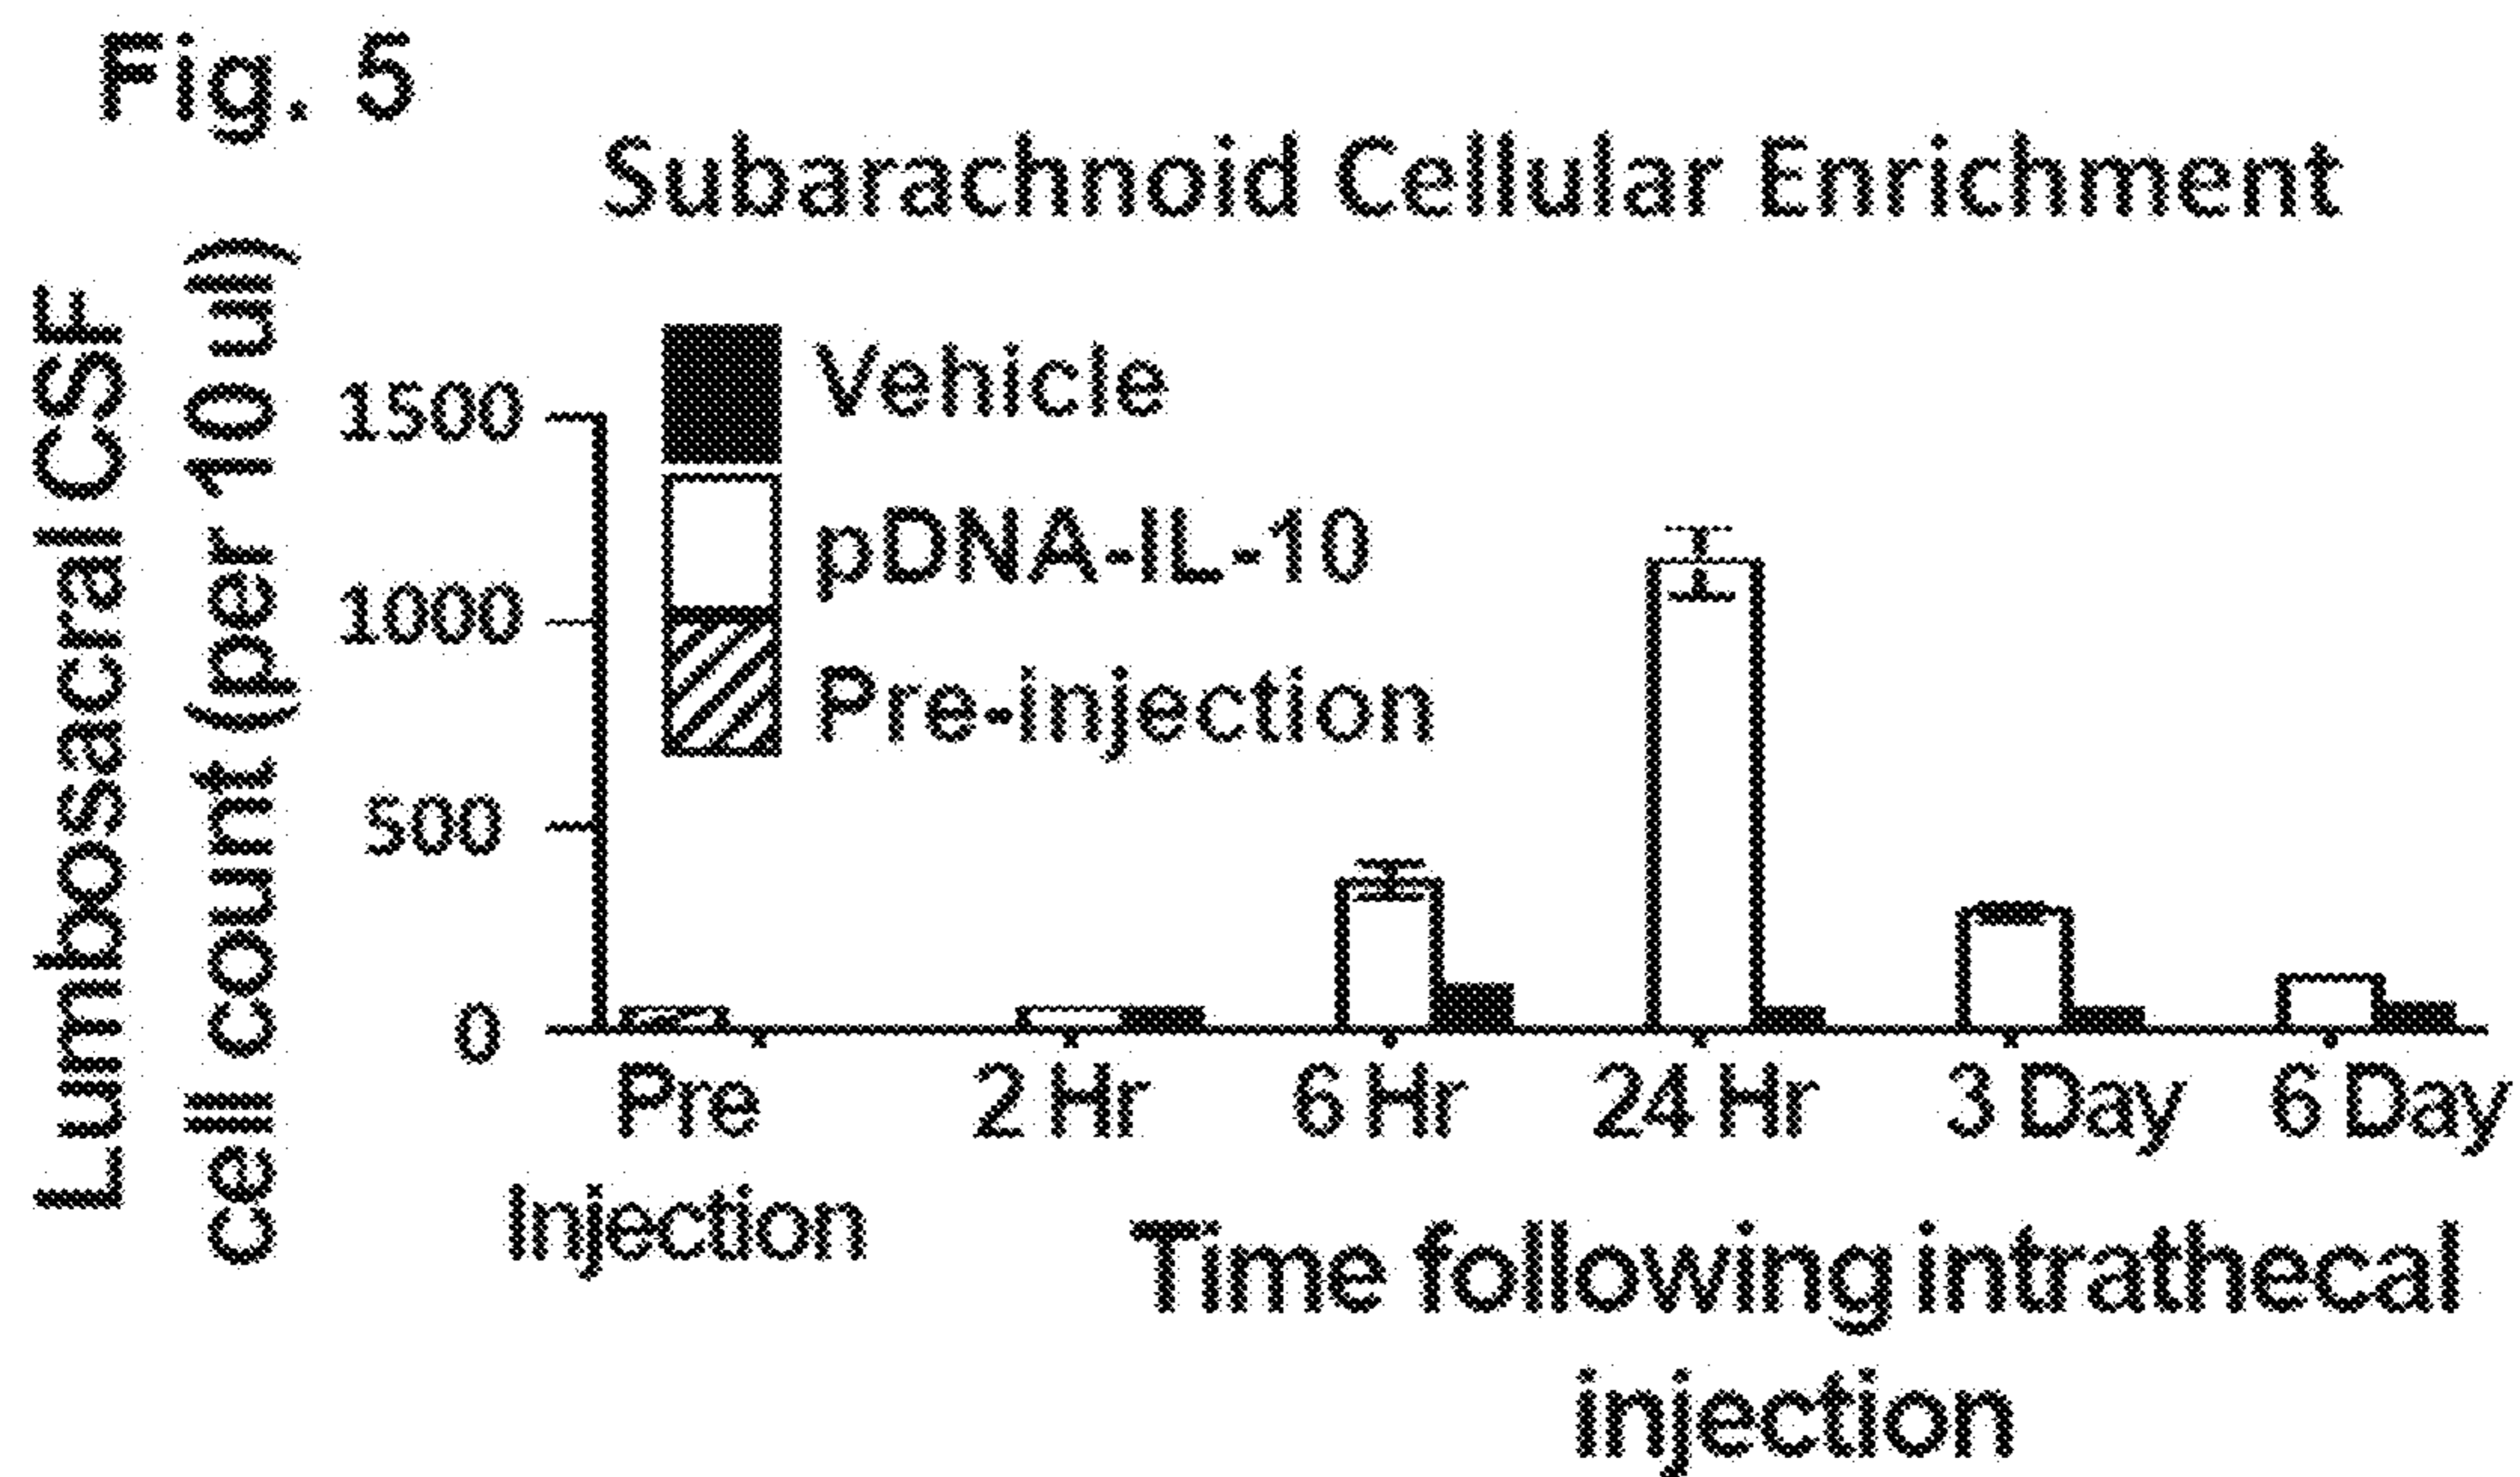 Fig. 5
Subarachnoid Cellular Enrichment
Lumbosacral CSF
cell count (per 10 ul)
1500
1000
500
0
Vehicle
pDNA-IL-10
Pre-injection
Pre
Injection
2 Hr
6 Hr
24 Hr
3 Day
6 Day
Time following intrathecal
injection